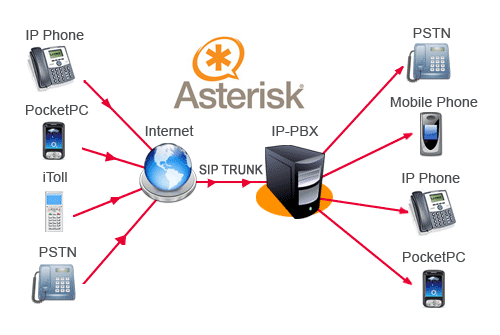 IP Phone
PocketPC
iToll
PSTN
Internet
Asterisk®
SIP TRUNK
IP-PBX
PSTN
Mobile Phone
IP Phone
PocketPC